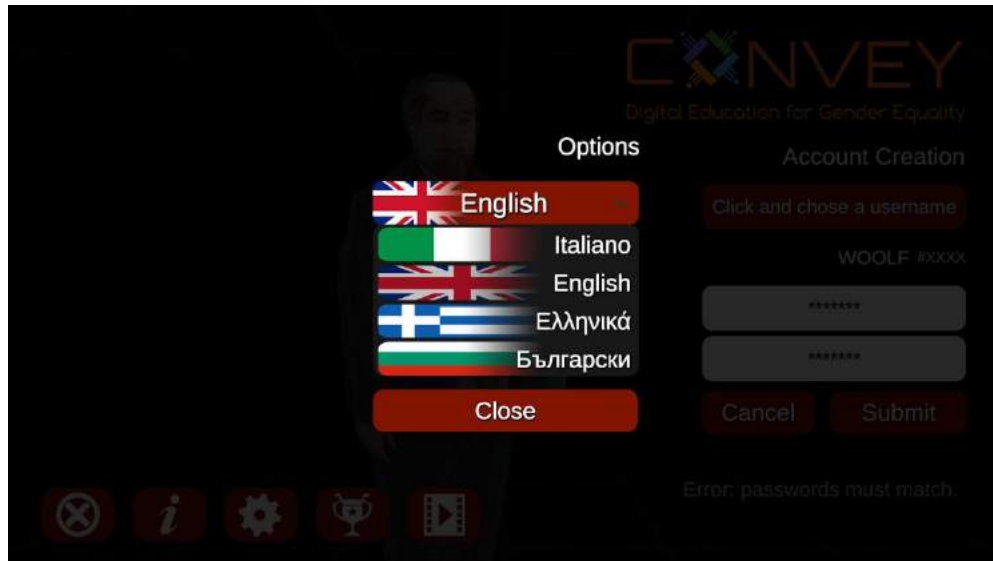 CONVEY
Digital Education for Gender Equality
Options
English
Italiano
English
Ελληνικά
Български
Close
Account Creation
Click and chose a username
WOOLF #XXXX
*******
*******
Cancel
Submit
Error: passwords must match.